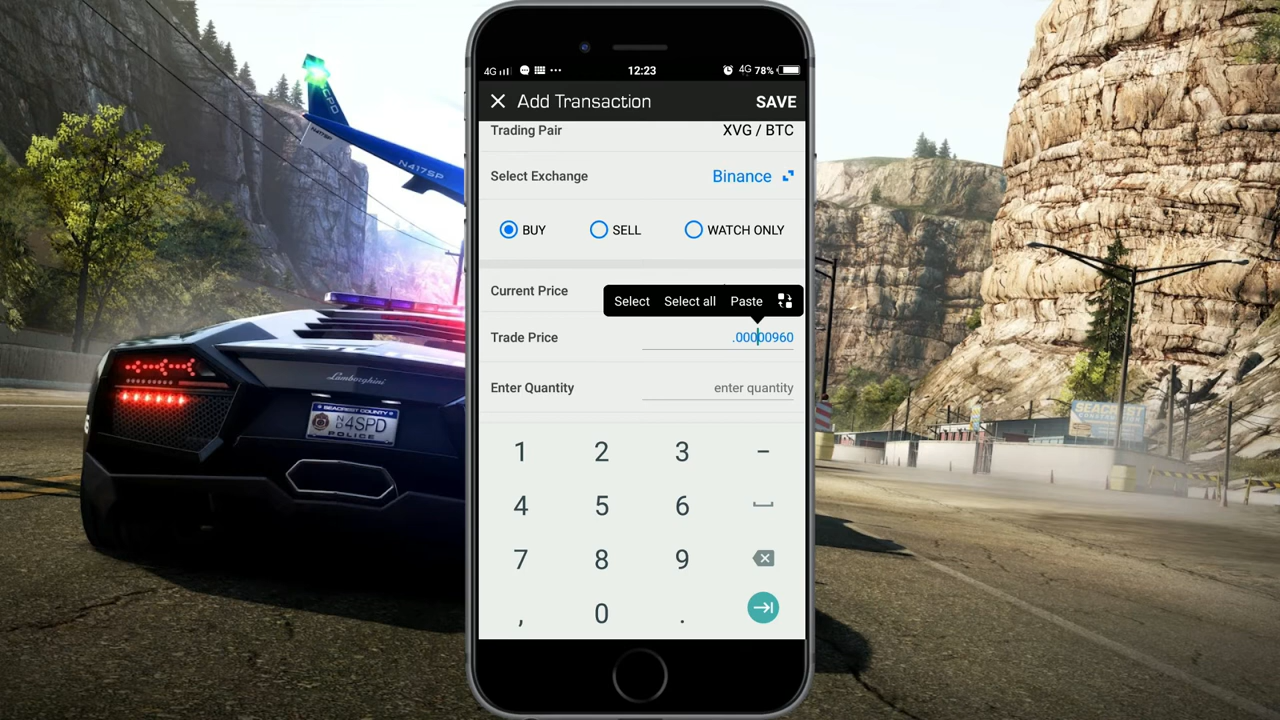 4G 12:23 4G 78%
Add Transaction SAVE
Trading Pair XVG / BTC
Select Exchange Binance
BUY SELL WATCH ONLY
Current Price
Select Select all Paste
Trade Price .00000960
Enter Quantity enter quantity
1 2 3 -
4 5 6
7 8 9
, 0 .
N417SP
Lamborghini
SEACREST COUNTY
4SPD
POLICE
SEACREST